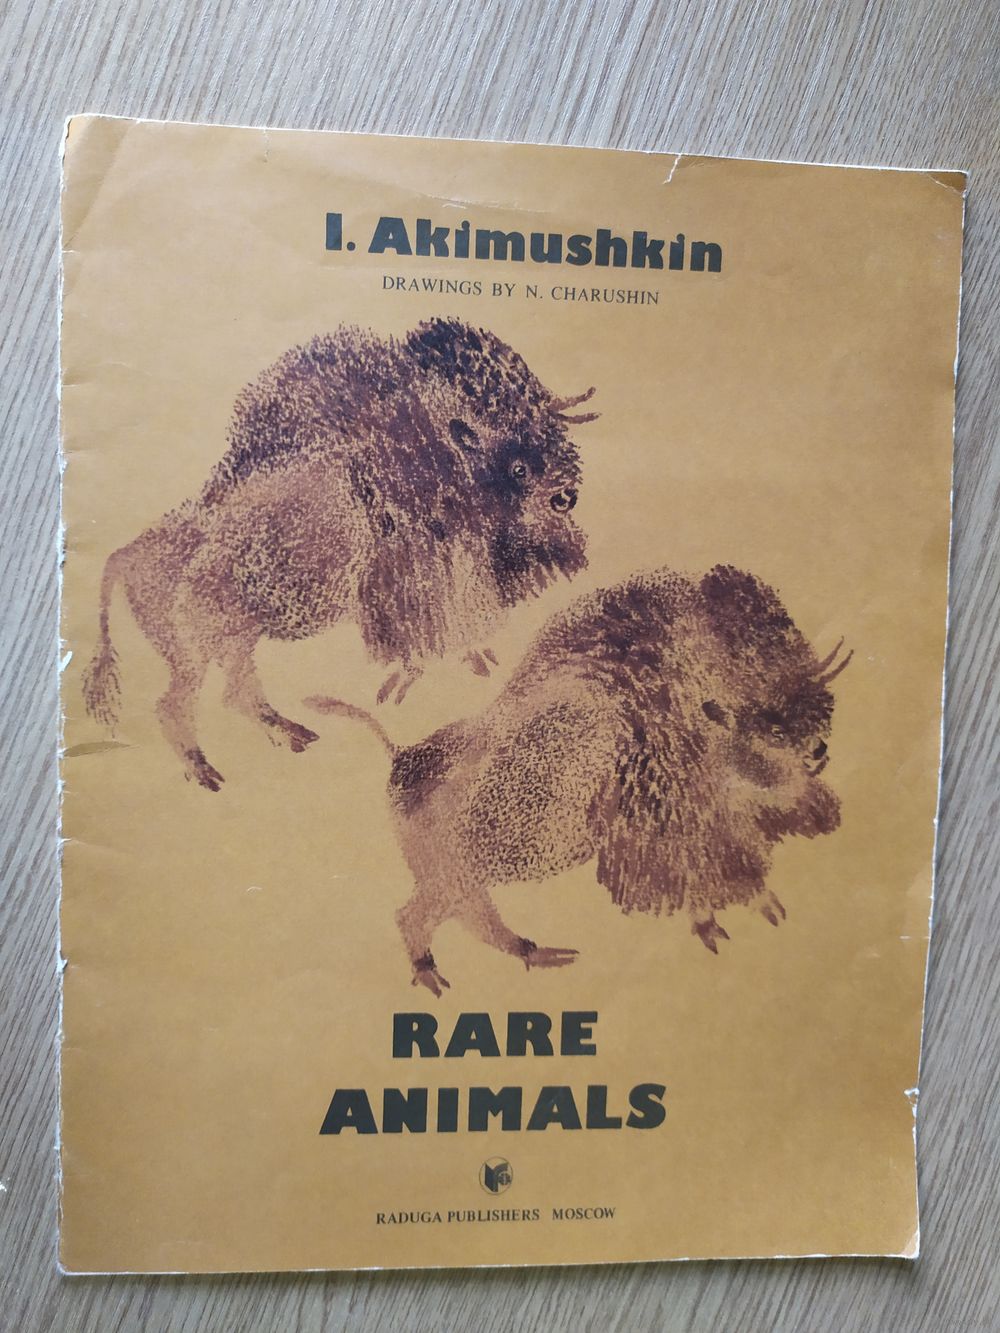 I. Akimushkin
DRAWINGS BY N. CHARUSHIN
RARE
ANIMALS
RADUGA PUBLISHERS MOSCOW